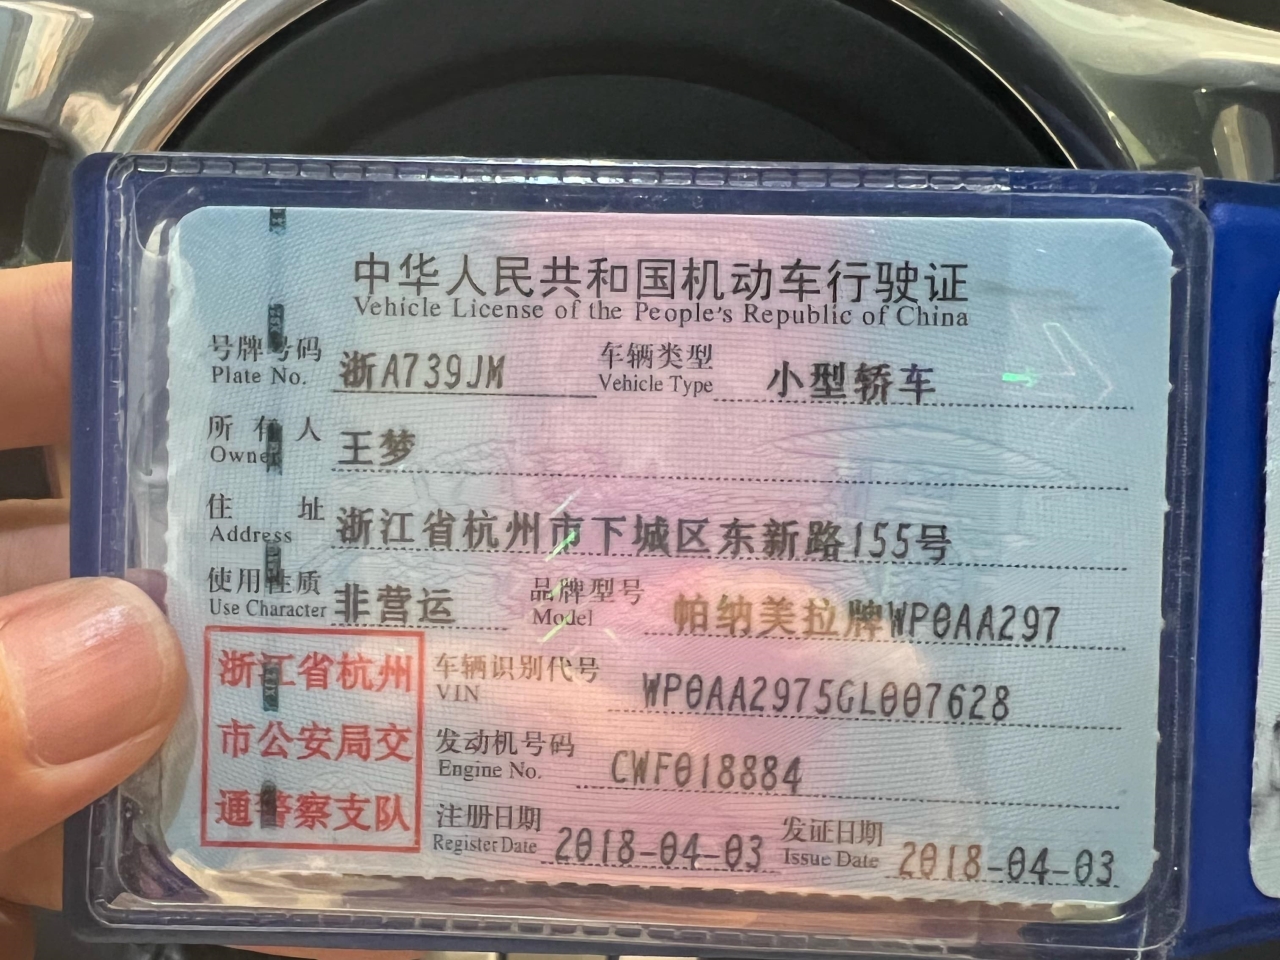 中华人民共和国机动车行驶证
Vehicle License of the People's Republic of China
号牌号码 浙A739JM 车辆类型 小型轿车
Plate No. Vehicle Type
所有人 王梦
Owner
住址 浙江省杭州市下城区东新路155号
Address
使用性质 非营运 品牌型号 帕纳美拉牌WP0AA297
Use Character Model
浙江省杭州
市公安局交
通警察支队
车辆识别代号 WP0AA2975GL007628
VIN
发动机号码 CWF018884
Engine No.
注册日期 2018-04-03 发证日期 2018-04-03
Register Date Issue Date